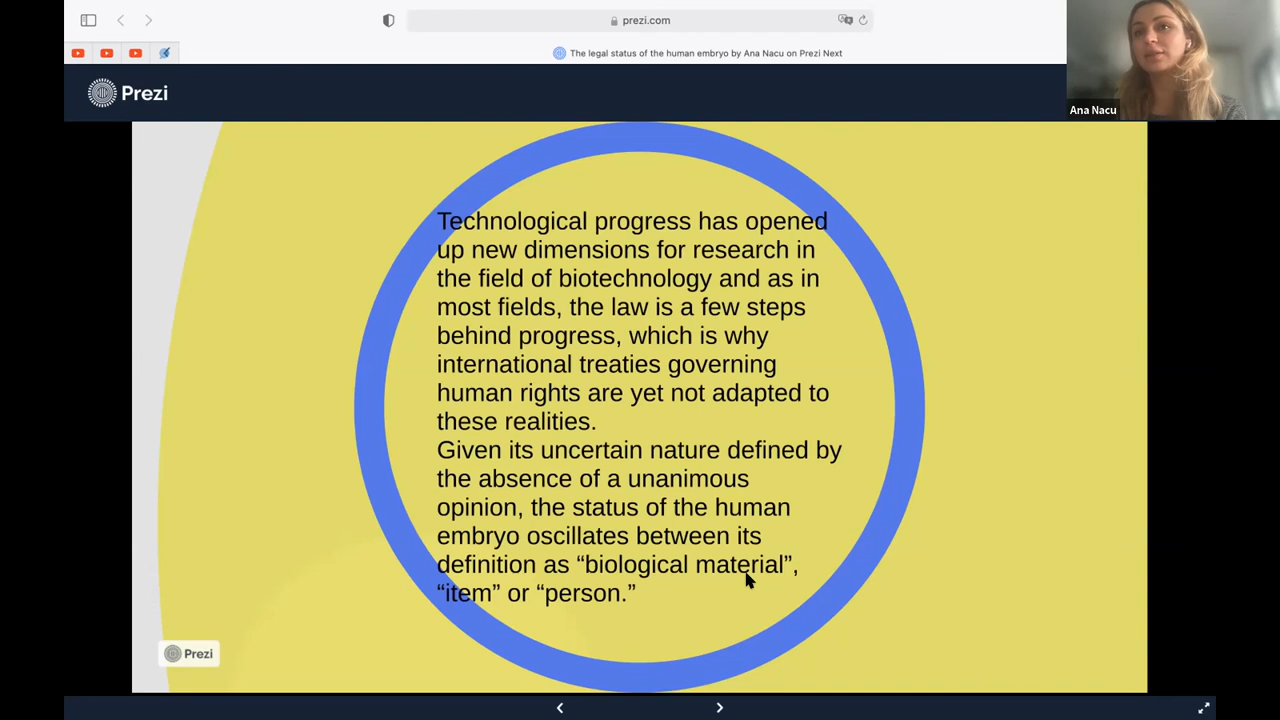 prezi.com
The legal status of the human embryo by Ana Nacu on Prezi Next
Prezi
Ana Nacu
Technological progress has opened
up new dimensions for research in
the field of biotechnology and as in
most fields, the law is a few steps
behind progress, which is why
international treaties governing
human rights are yet not adapted to
these realities.
Given its uncertain nature defined by
the absence of a unanimous
opinion, the status of the human
embryo oscillates between its
definition as “biological material”,
“item” or “person.”
Prezi